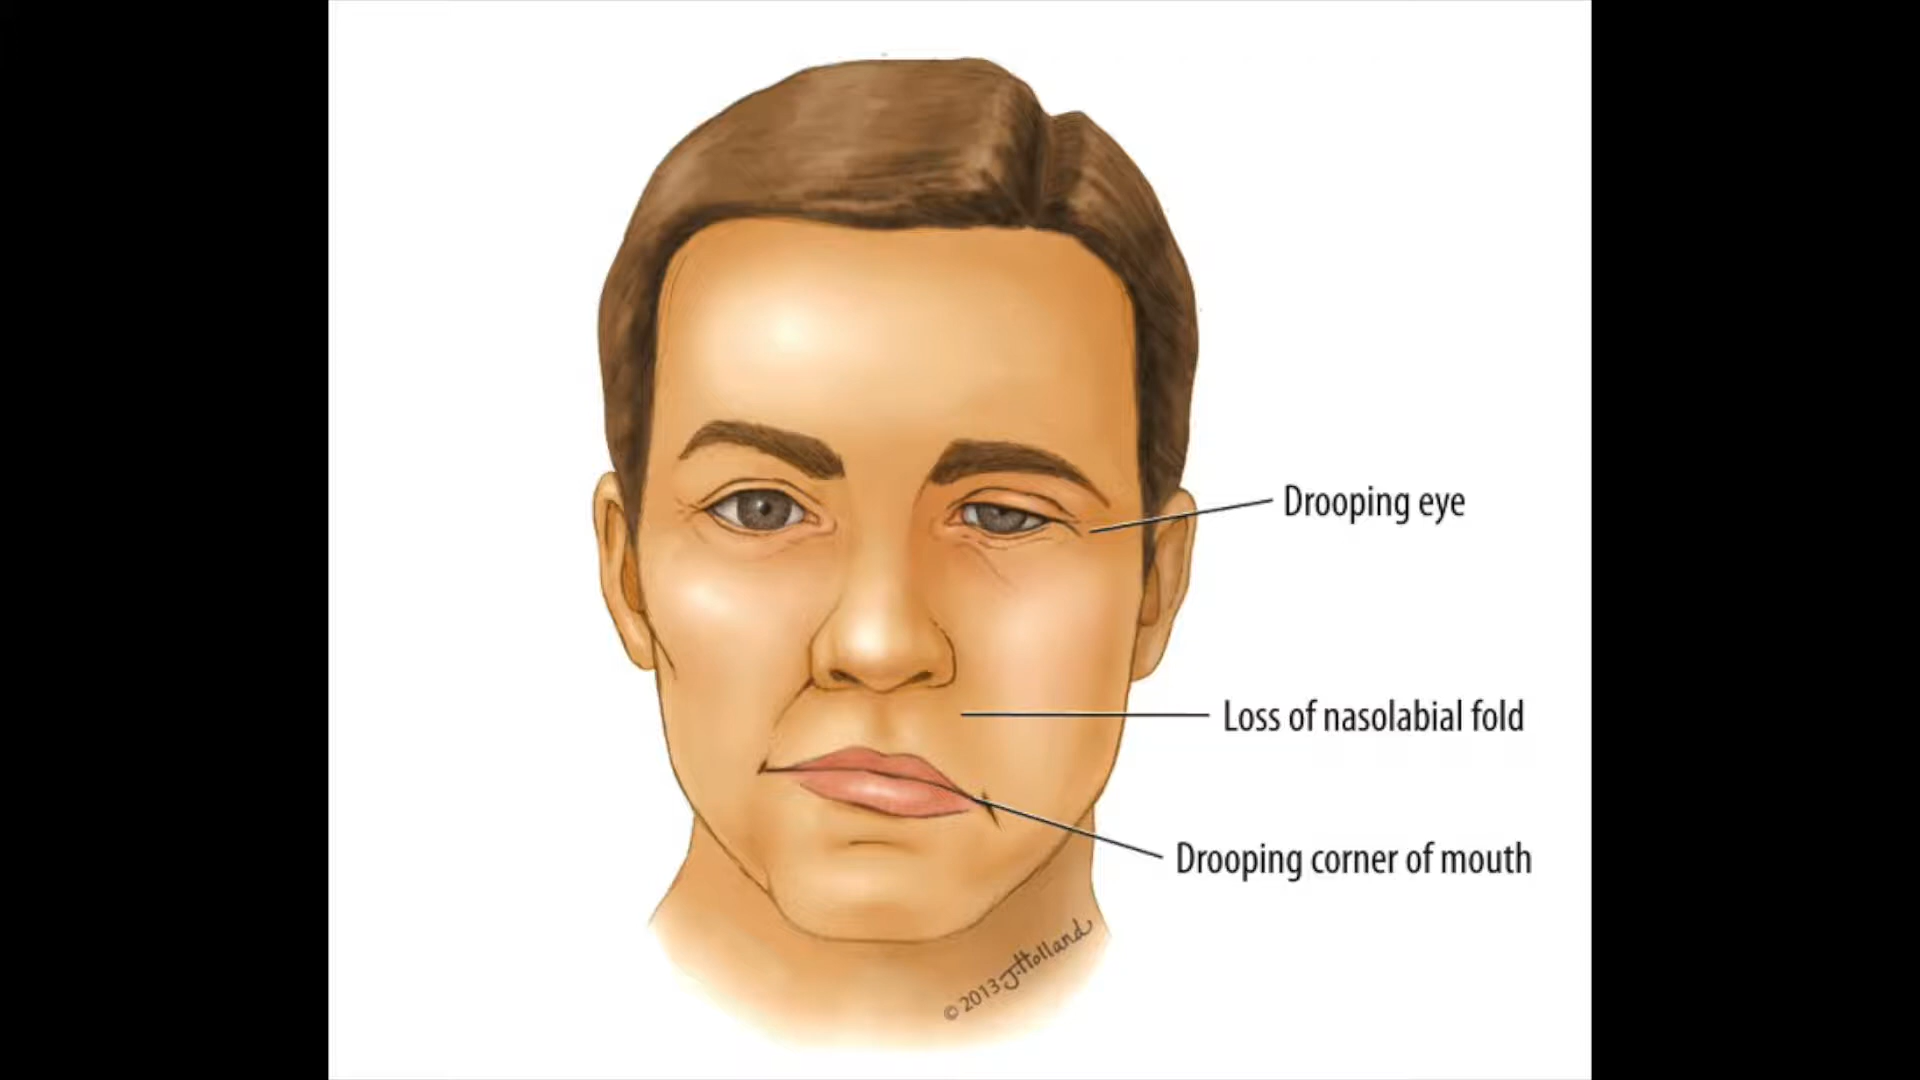 Drooping eye
Loss of nasolabial fold
Drooping corner of mouth
© 2013 J. Holland